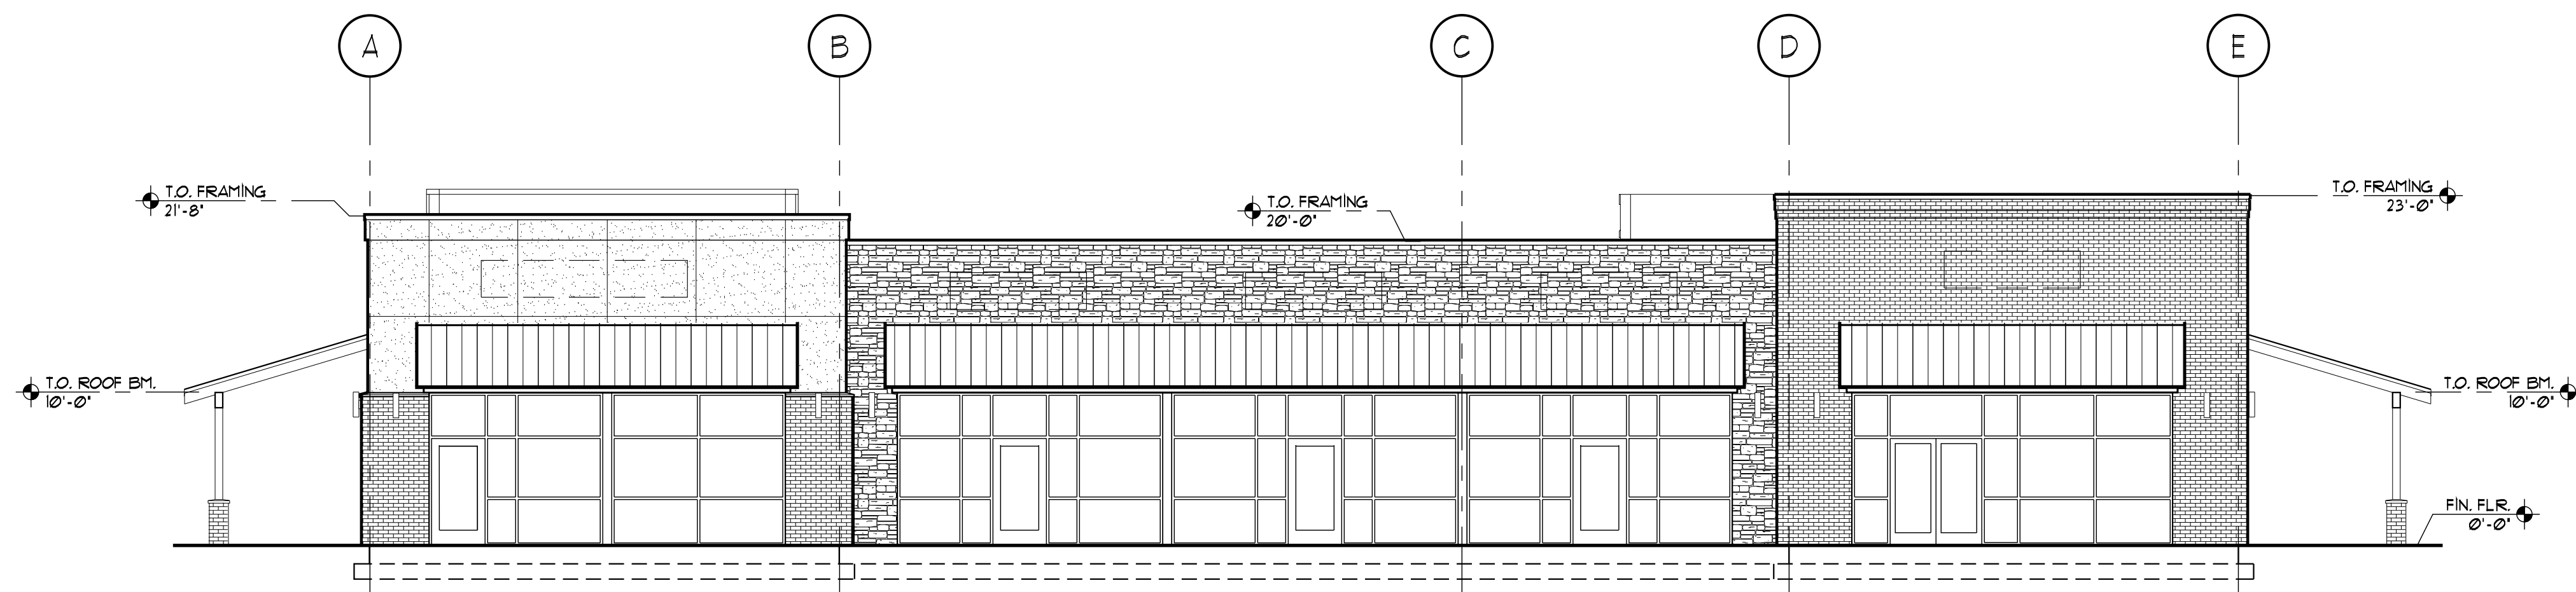 A
B
C
D
E
T.O. FRAMING
21'-8"
T.O. FRAMING
20'-0"
T.O. FRAMING
23'-0"
T.O. ROOF BM.
10'-0"
T.O. ROOF BM.
10'-0"
FIN. FLR.
0'-0"